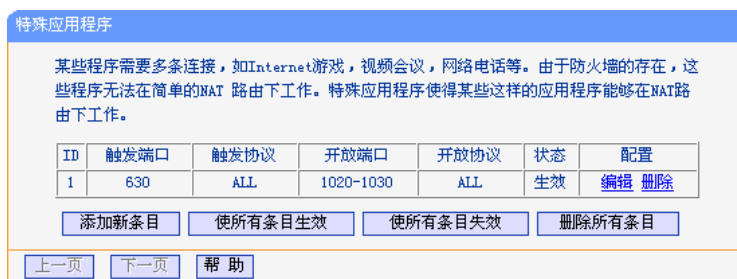 特殊应用程序
某些程序需要多条连接，如Internet游戏，视频会议，网络电话等。由于防火墙的存在，这
些程序无法在简单的NAT 路由下工作。特殊应用程序使得某些这样的应用程序能够在NAT路
由下工作。
ID 触发端口 触发协议 开放端口 开放协议 状态 配置
1 630 ALL 1020-1030 ALL 生效 编辑 删除
添加新条目 使所有条目生效 使所有条目失效 删除所有条目
上一页 下一页 帮 助